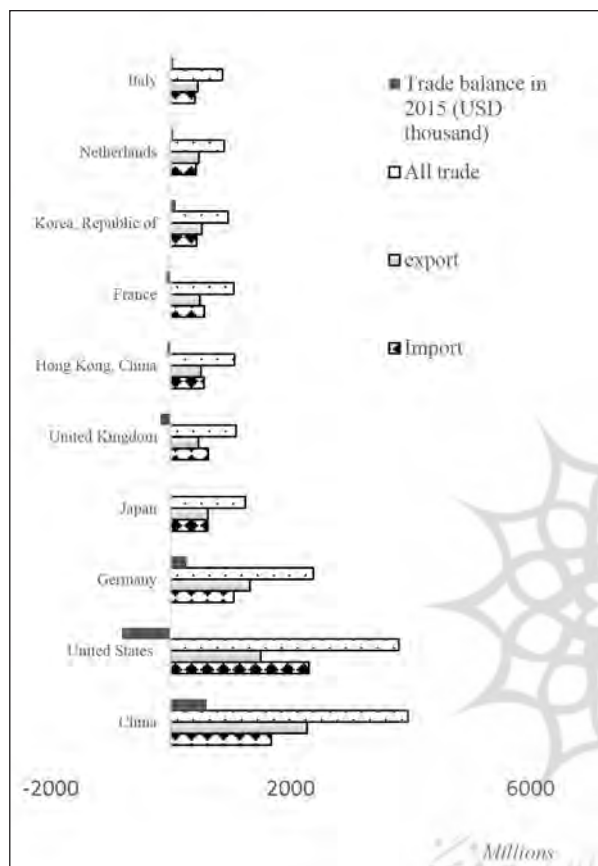 Italy
Netherlands
Korea, Republic of
France
Hong Kong, China
United Kingdom
Japan
Germany
United States
China
Trade balance in
2015 (USD
thousand)
All trade
export
Import
-2000
2000
6000
Millions